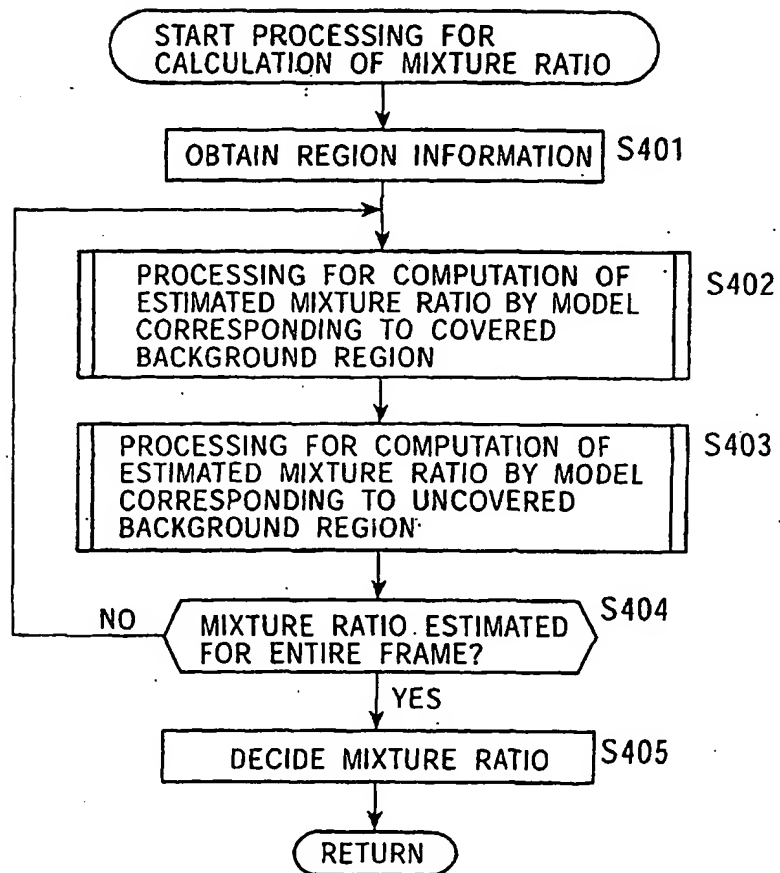 START PROCESSING FOR
CALCULATION OF MIXTURE RATIO
OBTAIN REGION INFORMATION
S401
PROCESSING FOR COMPUTATION OF
ESTIMATED MIXTURE RATIO BY MODEL
CORRESPONDING TO COVERED
BACKGROUND REGION
S402
PROCESSING FOR COMPUTATION OF
ESTIMATED MIXTURE RATIO BY MODEL
CORRESPONDING TO UNCOVERED
BACKGROUND REGION
S403
MIXTURE RATIO ESTIMATED
FOR ENTIRE FRAME?
S404
NO
YES
DECIDE MIXTURE RATIO
S405
RETURN